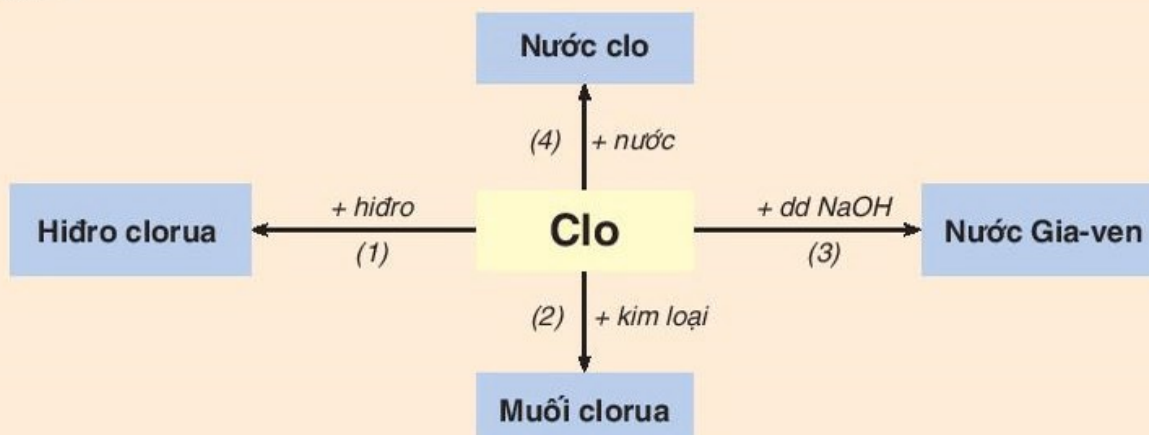 Nước clo
(4) + nước
+ hiđro
+ dd NaOH
Hiđro clorua
Clo
Nước Gia-ven
(1)
(3)
(2) + kim loại
Muối clorua